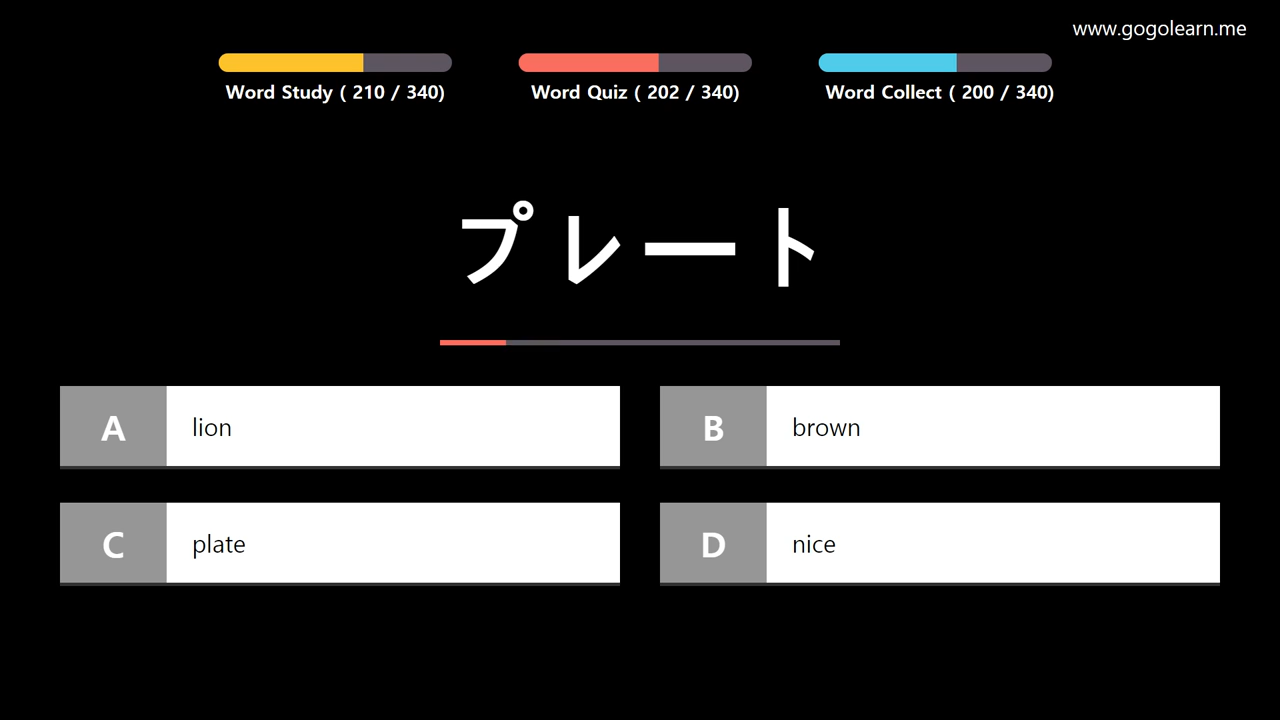 www.gogolearn.me
Word Study ( 210 / 340)
Word Quiz ( 202 / 340)
Word Collect ( 200 / 340)
プレート
A lion
B brown
C plate
D nice